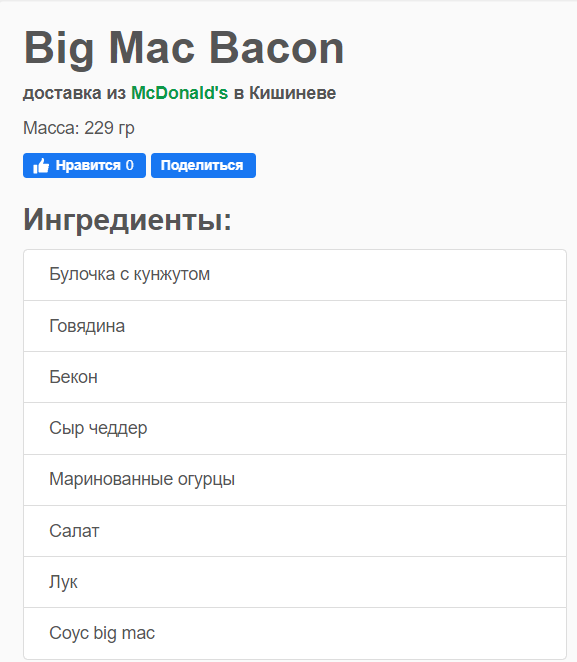 Big Mac Bacon
доставка из McDonald's в Кишиневе
Масса: 229 гр
Нравится 0 Поделиться
Ингредиенты:
Булочка с кунжутом
Говядина
Бекон
Сыр чеддер
Маринованные огурцы
Салат
Лук
Соус big mac